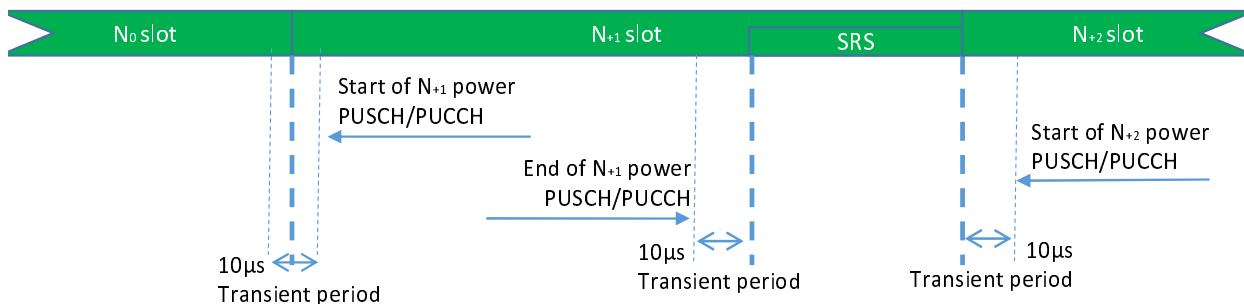 N₀ slot
N₊₁ slot
SRS
N₊₂ slot
Start of N₊₁ power
PUSCH/PUCCH
End of N₊₁ power
PUSCH/PUCCH
Start of N₊₂ power
PUSCH/PUCCH
10µs
Transient period
10µs
Transient period
10µs
Transient period